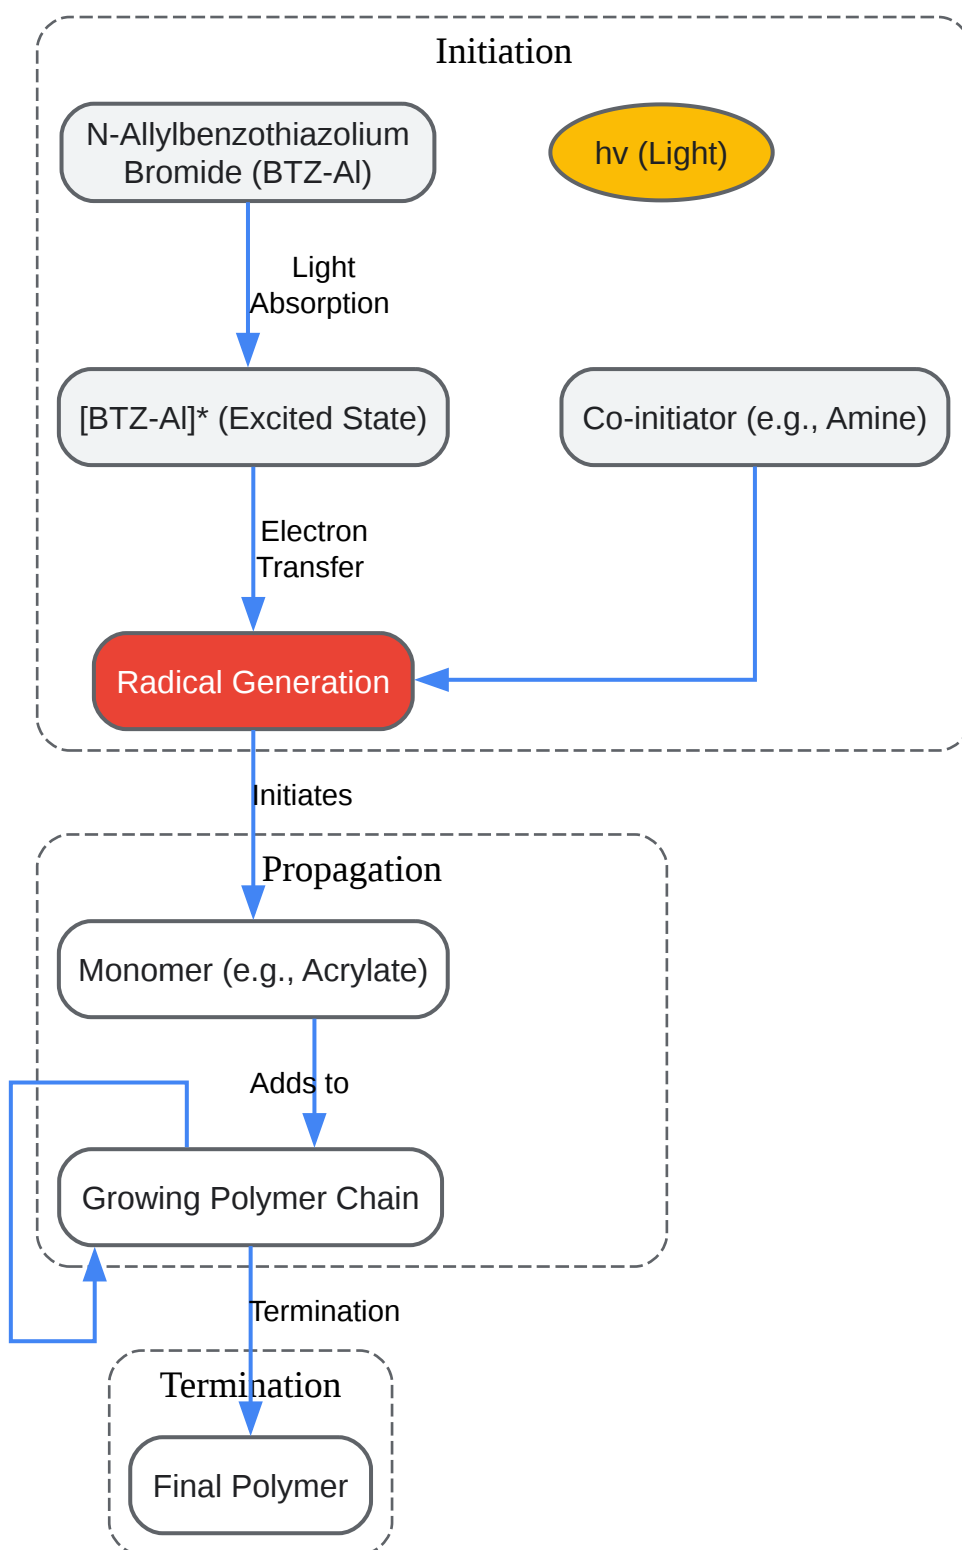 Initiation
N-Allylbenzothiazolium
Bromide (BTZ-Al)
hv (Light)
Light
Absorption
[BTZ-Al]* (Excited State)
Co-initiator (e.g., Amine)
Electron
Transfer
Radical Generation
Initiates
Propagation
Monomer (e.g., Acrylate)
Adds to
Growing Polymer Chain
Termination
Termination
Final Polymer